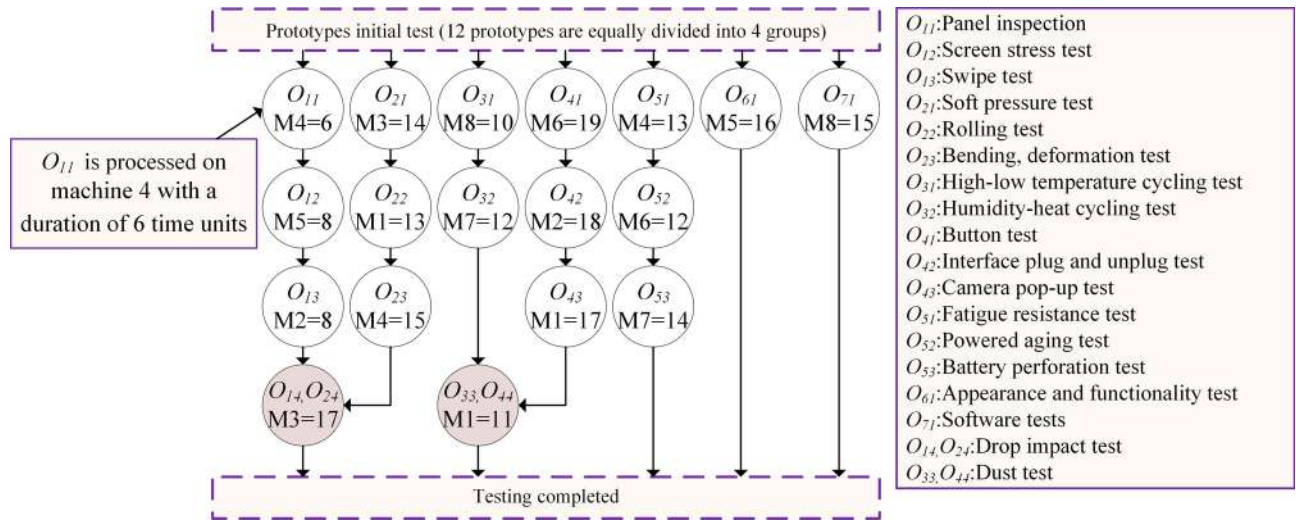 Prototypes initial test (12 prototypes are equally divided into 4 groups)
O11
M4=6
O21
M3=14
O31
M8=10
O41
M6=19
O51
M4=13
O61
M5=16
O71
M8=15
O11 is processed on
machine 4 with a
duration of 6 time units
O12
M5=8
O22
M1=13
O32
M7=12
O42
M2=18
O52
M6=12
O13
M2=8
O23
M4=15
O43
M1=17
O53
M7=14
O14,O24
M3=17
O33,O44
M1=11
Testing completed
O11:Panel inspection
O12:Screen stress test
O13:Swipe test
O21:Soft pressure test
O22:Rolling test
O23:Bending, deformation test
O31:High-low temperature cycling test
O32:Humidity-heat cycling test
O41:Button test
O42:Interface plug and unplug test
O43:Camera pop-up test
O51:Fatigue resistance test
O52:Powered aging test
O53:Battery perforation test
O61:Appearance and functionality test
O71:Software tests
O14,O24:Drop impact test
O33,O44:Dust test